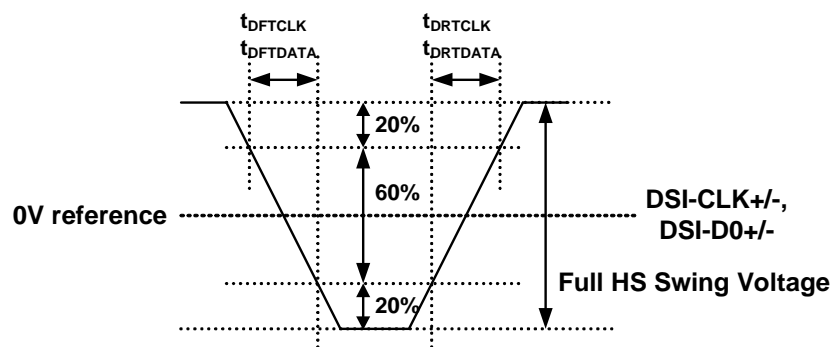 tDFTCLK
tDFTDATA
tDRTCLK
tDRTDATA
20%
60%
0V reference
DSI-CLK+/-,
DSI-D0+/-
Full HS Swing Voltage
20%